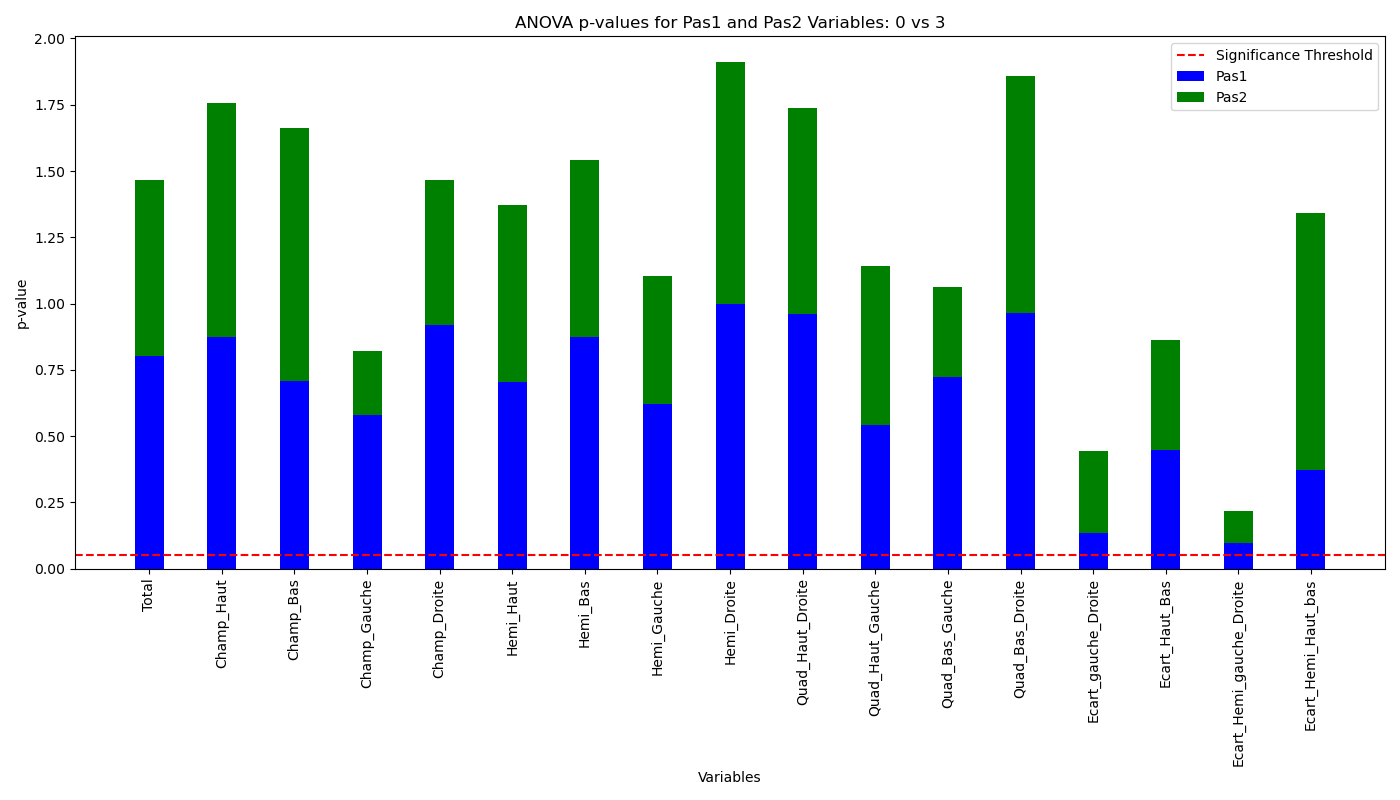 ANOVA p-values for Pas1 and Pas2 Variables: 0 vs 3
Significance Threshold
Pas1
Pas2
2.00
1.75
1.50
1.25
1.00
0.75
0.50
0.25
0.00
p-value
Total
Champ_Haut
Champ_Bas
Champ_Gauche
Champ_Droite
Hemi_Haut
Hemi_Bas
Hemi_Gauche
Hemi_Droite
Quad_Haut_Droite
Quad_Haut_Gauche
Quad_Bas_Gauche
Quad_Bas_Droite
Ecart_gauche_Droite
Ecart_Haut_Bas
Ecart_Hemi_gauche_Droite
Ecart_Hemi_Haut_bas
Variables